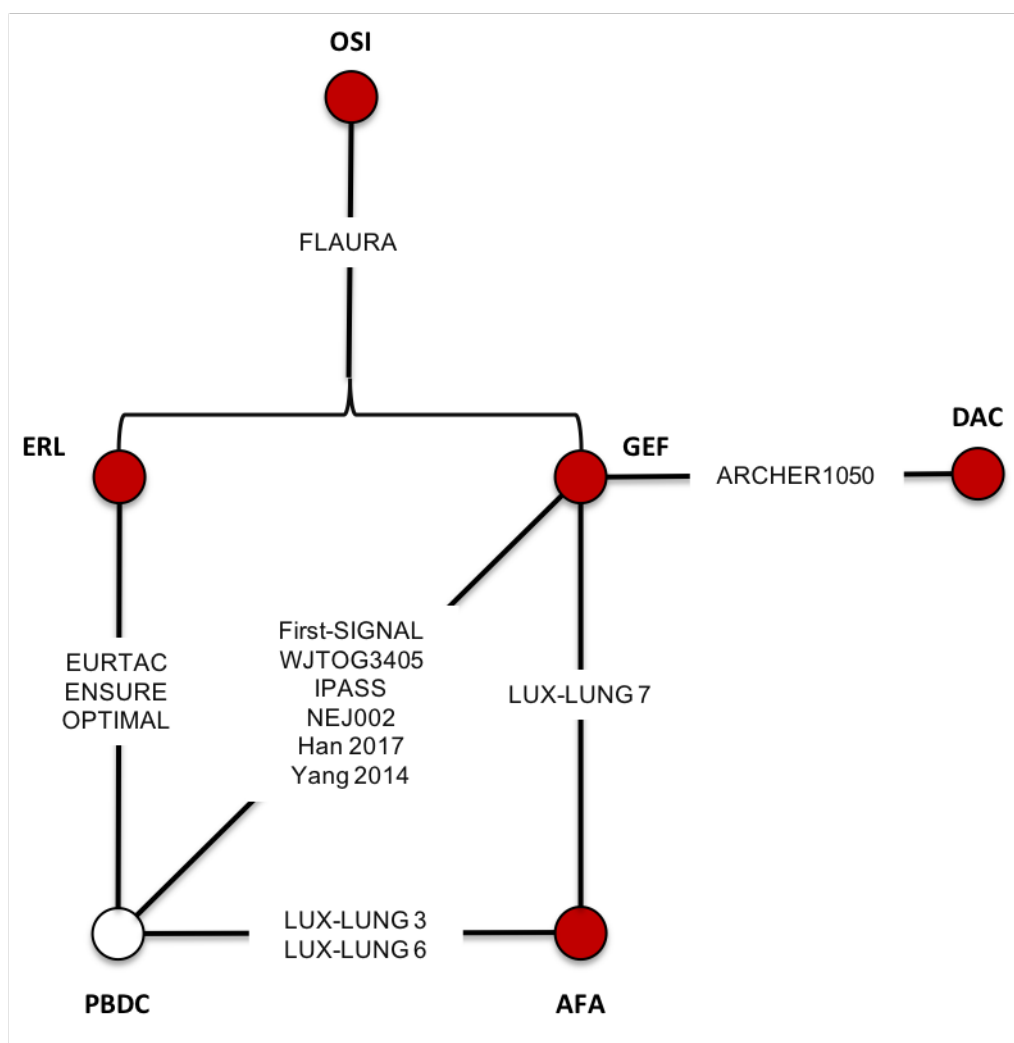 OSI
FLAURA
ERL
GEF
DAC
ARCHER1050
First-SIGNAL
WJTOG3405
IPASS
NEJ002
Han 2017
Yang 2014
EURTAC
ENSURE
OPTIMAL
LUX-LUNG 7
LUX-LUNG 3
LUX-LUNG 6
PBDC
AFA